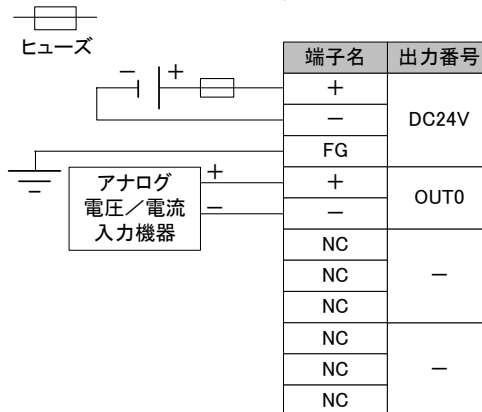 ヒューズ
端子名 出力番号
－ ＋
＋
－
DC24V
FG
アナログ
電圧／電流
入力機器
＋
－
＋
－
OUT0
NC
NC
NC
－
NC
NC
NC
－